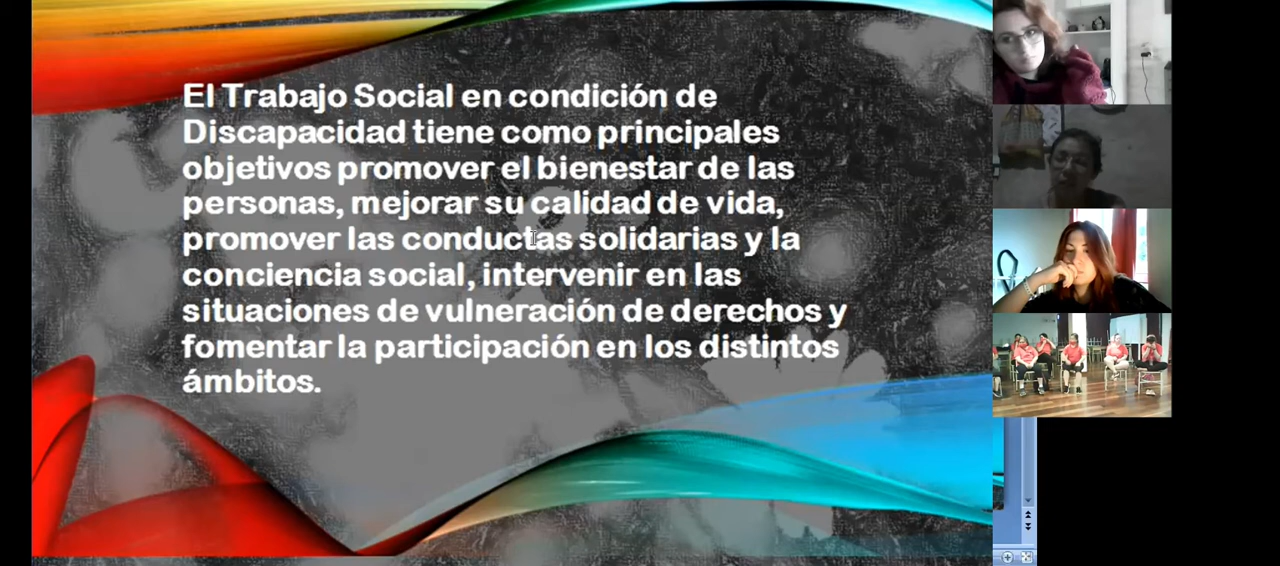 El Trabajo Social en condición de
Discapacidad tiene como principales
objetivos promover el bienestar de las
personas, mejorar su calidad de vida,
promover las conductas solidarias y la
conciencia social, intervenir en las
situaciones de vulneración de derechos y
fomentar la participación en los distintos
ámbitos.